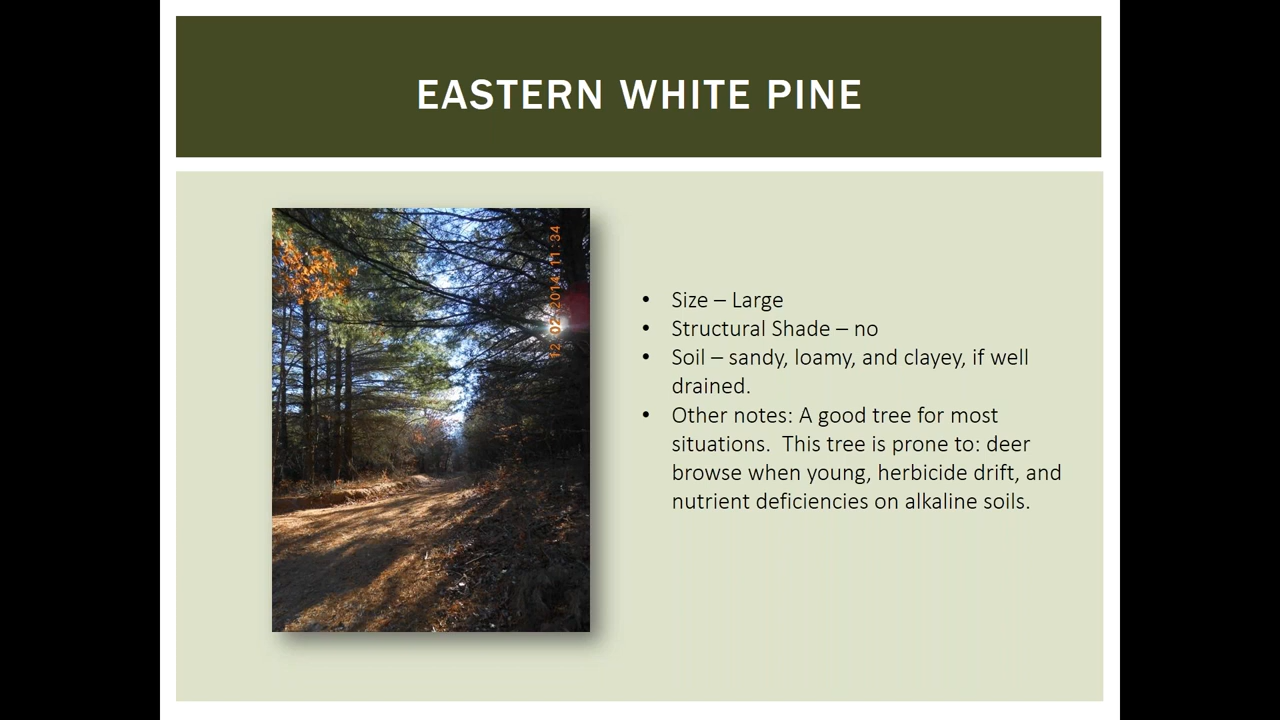 EASTERN WHITE PINE
12 02 2014 11:34
• Size – Large
• Structural Shade – no
• Soil – sandy, loamy, and clayey, if well
drained.
• Other notes: A good tree for most
situations.  This tree is prone to: deer
browse when young, herbicide drift, and
nutrient deficiencies on alkaline soils.